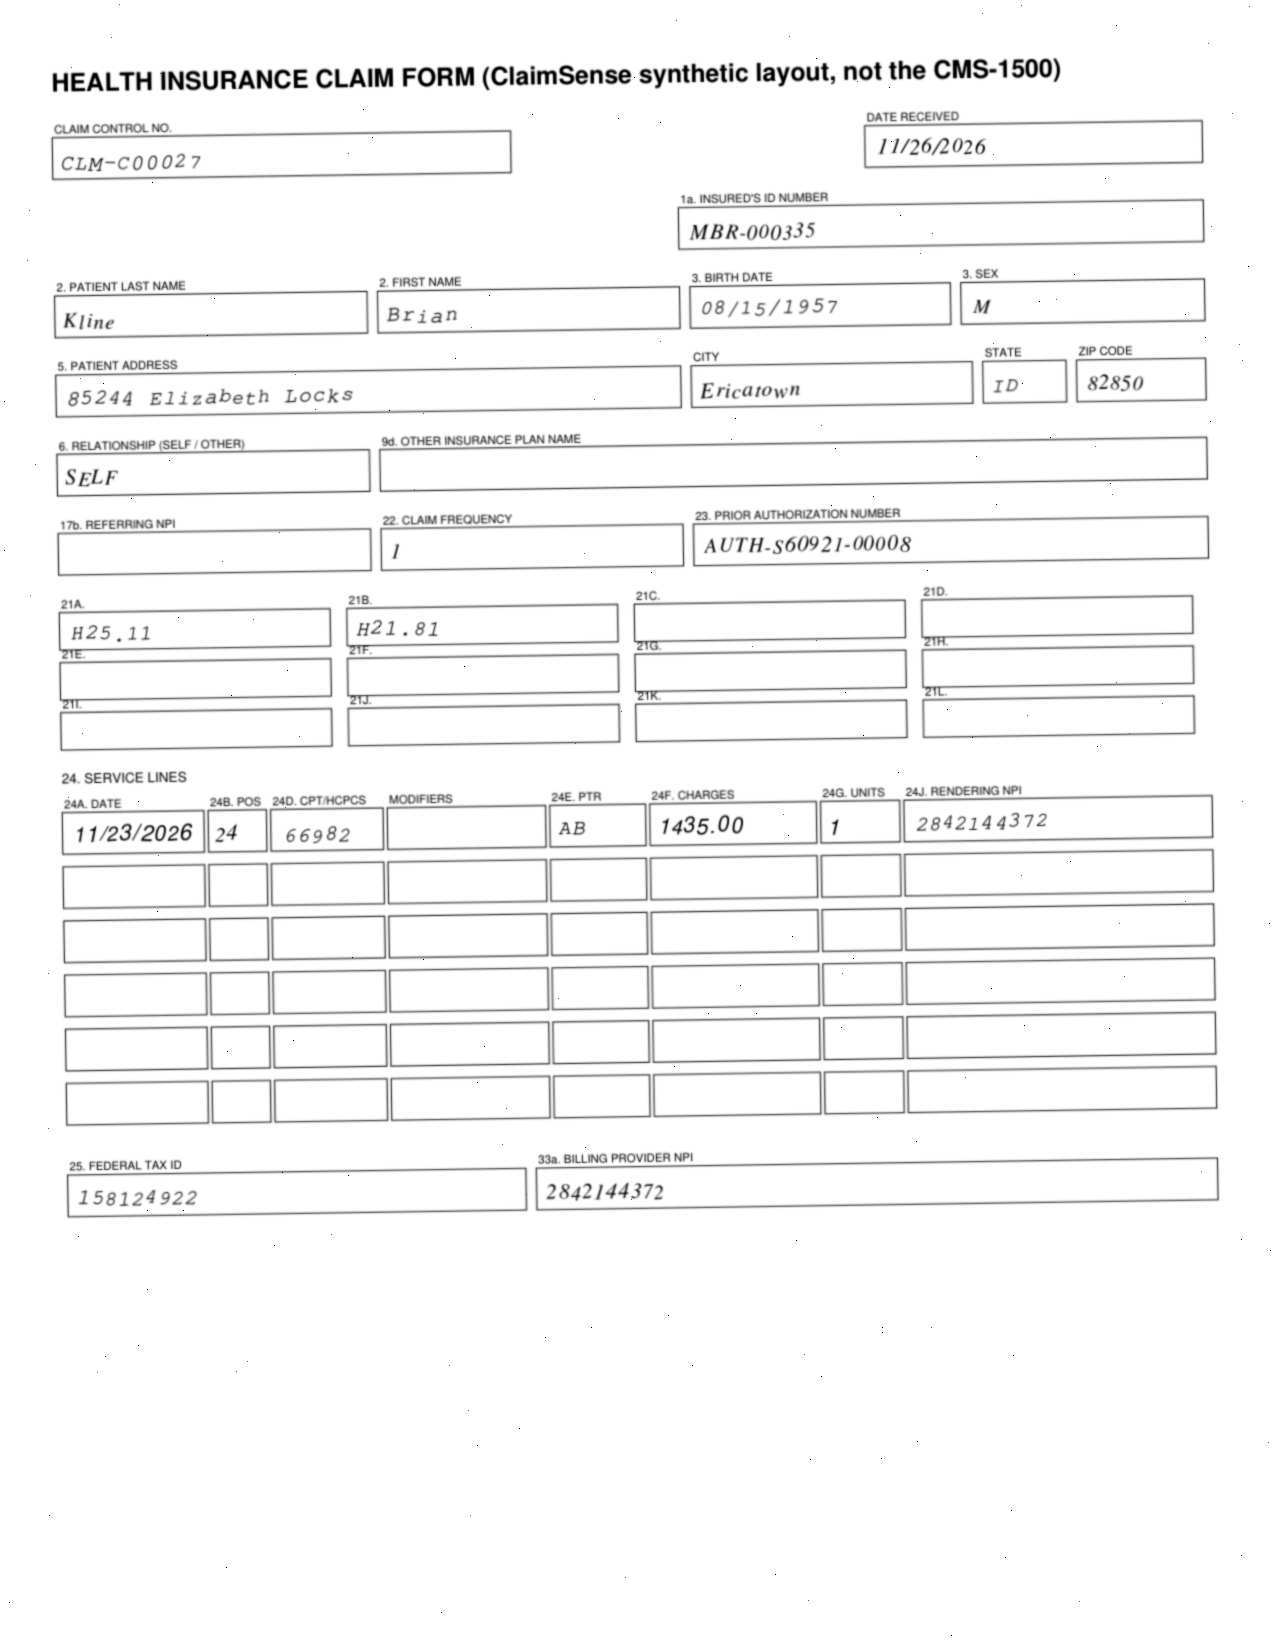 HEALTH INSURANCE CLAIM FORM (ClaimSense synthetic layout, not the CMS-1500)
CLAIM CONTROL NO. DATE RECEIVED
CLM-C00027 11/26/2026
1a. INSURED'S ID NUMBER
MBR-000335
2. PATIENT LAST NAME 2. FIRST NAME 3. BIRTH DATE 3. SEX
Kline Brian 08/15/1957 M
5. PATIENT ADDRESS CITY STATE ZIP CODE
85244 Elizabeth Locks Ericatown ID 82850
6. RELATIONSHIP (SELF / OTHER) 9d. OTHER INSURANCE PLAN NAME
SELF
17b. REFERRING NPI 22. CLAIM FREQUENCY 23. PRIOR AUTHORIZATION NUMBER
1 AUTH-S60921-00008
21A. 21B. 21C. 21D.
H25.11 H21.81
21E. 21F. 21G. 21H.
21I. 21J. 21K. 21L.
24. SERVICE LINES
24A. DATE 24B. POS 24D. CPT/HCPCS MODIFIERS 24E. PTR 24F. CHARGES 24G. UNITS 24J. RENDERING NPI
11/23/2026 24 66982 AB 1435.00 1 2842144372
25. FEDERAL TAX ID 33a. BILLING PROVIDER NPI
158124922 2842144372